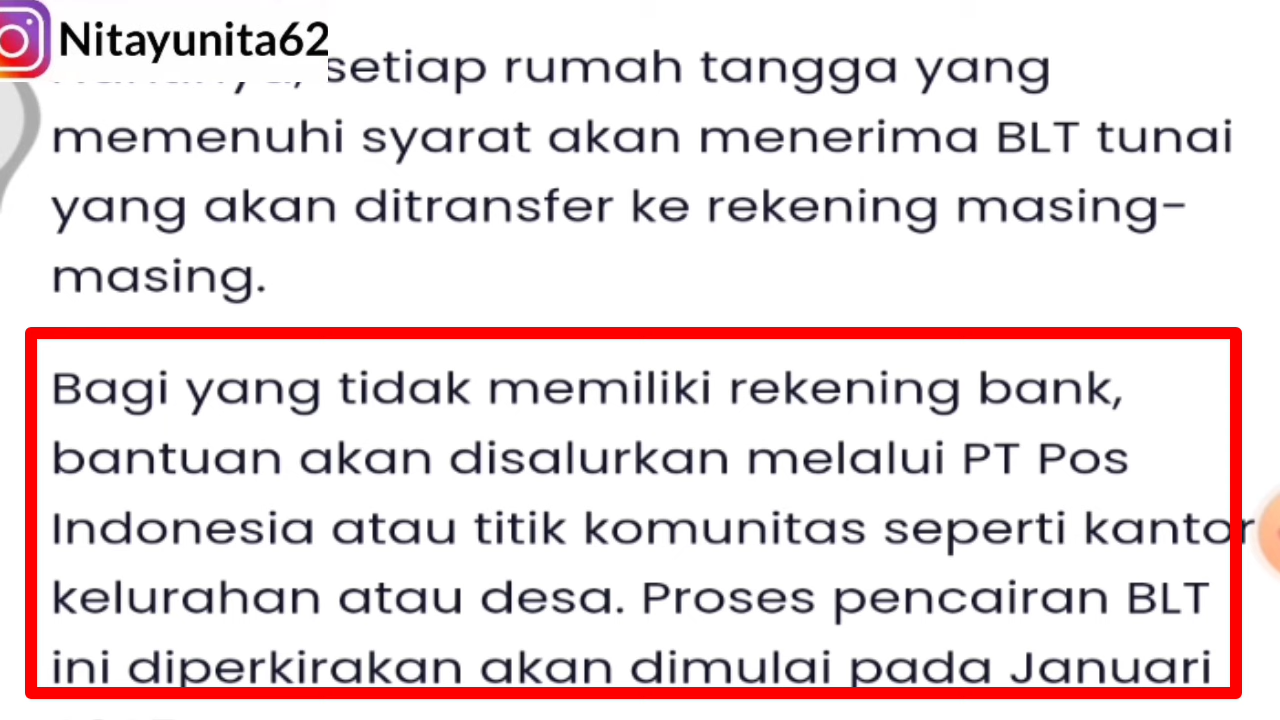 Nitayunita62
setiap rumah tangga yang
memenuhi syarat akan menerima BLT tunai
yang akan ditransfer ke rekening masing-
masing.
Bagi yang tidak memiliki rekening bank,
bantuan akan disalurkan melalui PT Pos
Indonesia atau titik komunitas seperti kantor
kelurahan atau desa. Proses pencairan BLT
ini diperkirakan akan dimulai pada Januari